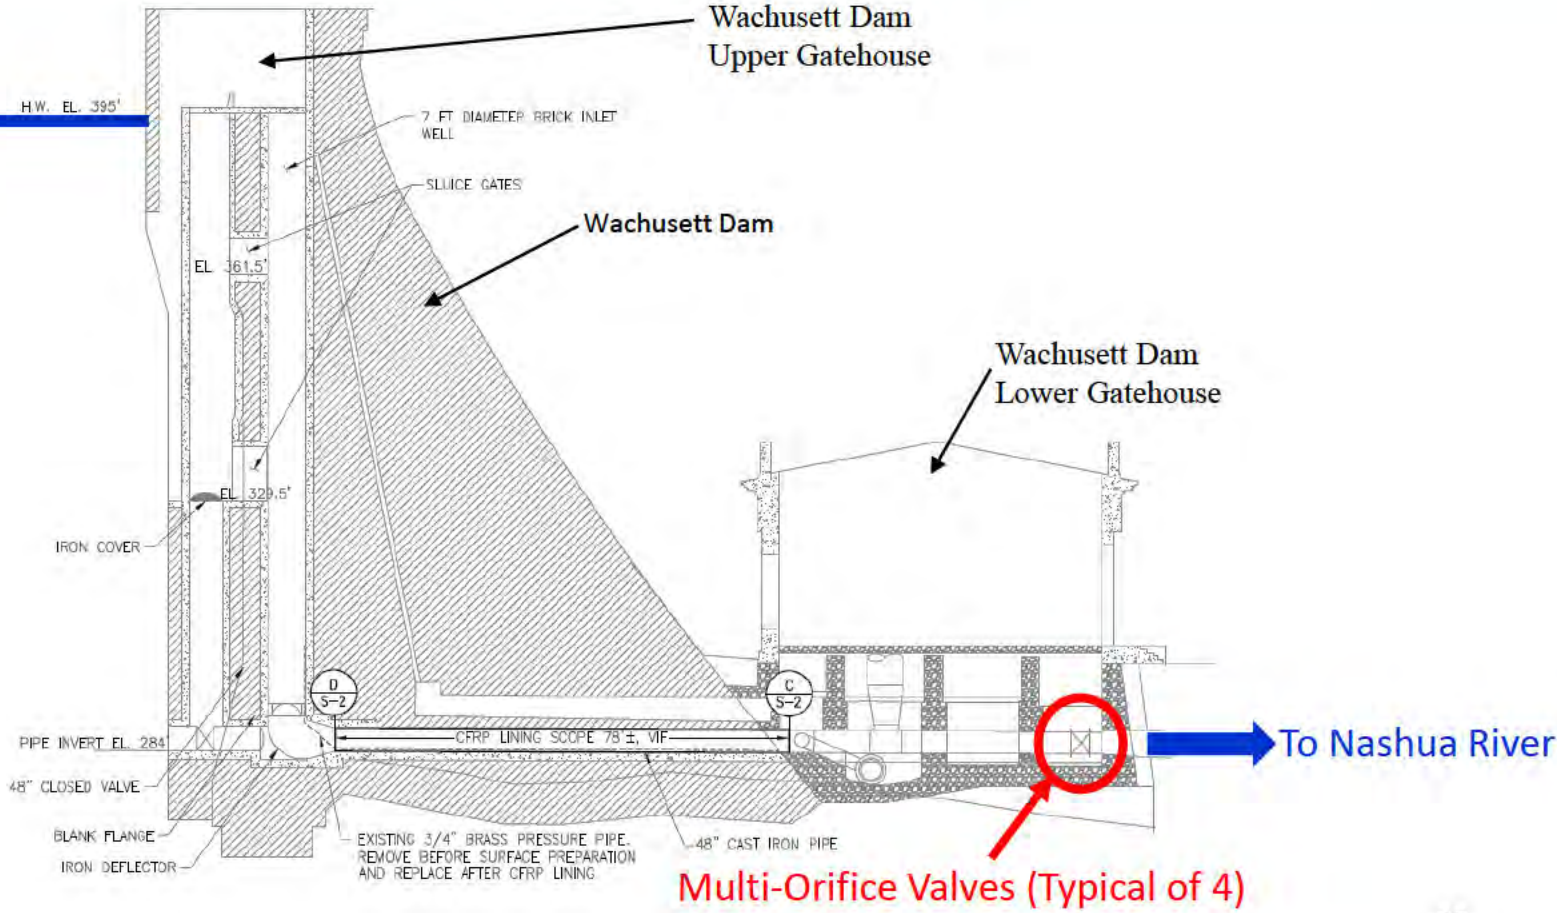 Wachusett Dam
Upper Gatehouse
H.W. EL. 395'
7 FT DIAMETER BRICK INLET
WELL
SLUICE GATES
Wachusett Dam
EL 361.5'
Wachusett Dam
Lower Gatehouse
EL 329.5'
IRON COVER
D
S-2
C
S-2
CFRP LINING SCOPE 78'±, VIF
PIPE INVERT EL. 284'
To Nashua River
48" CLOSED VALVE
BLANK FLANGE
IRON DEFLECTOR
EXISTING 3/4" BRASS PRESSURE PIPE.
REMOVE BEFORE SURFACE PREPARATION
AND REPLACE AFTER CFRP LINING
48" CAST IRON PIPE
Multi-Orifice Valves (Typical of 4)